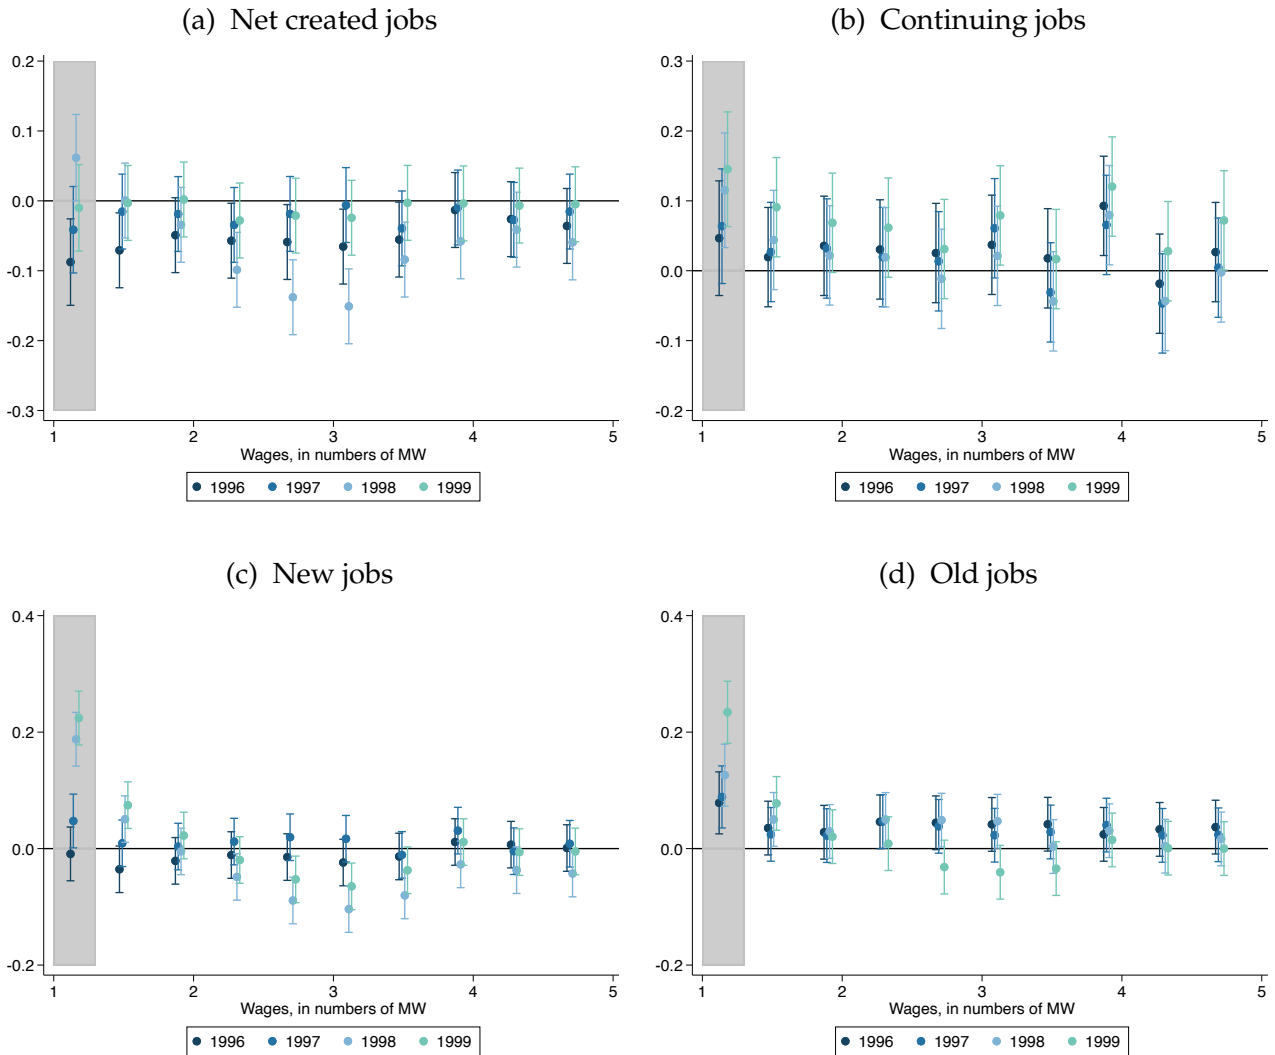 (a) Net created jobs
0.2
0.1
0.0
-0.1
-0.2
-0.3
1 2 3 4 5
Wages, in numbers of MW
1996 1997 1998 1999
(b) Continuing jobs
0.3
0.2
0.1
0.0
-0.1
-0.2
1 2 3 4 5
Wages, in numbers of MW
1996 1997 1998 1999
(c) New jobs
0.4
0.2
0.0
-0.2
1 2 3 4 5
Wages, in numbers of MW
1996 1997 1998 1999
(d) Old jobs
0.4
0.2
0.0
-0.2
1 2 3 4 5
Wages, in numbers of MW
1996 1997 1998 1999